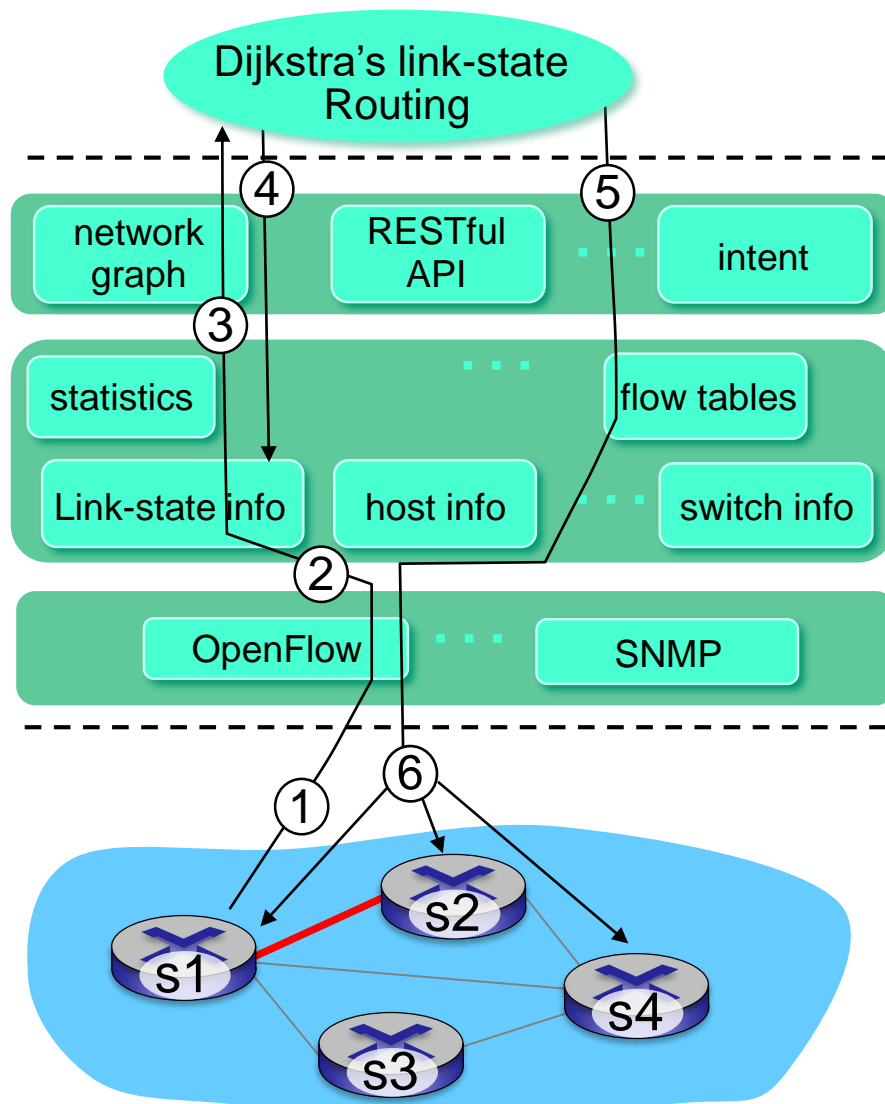 Dijkstra's link-state
Routing
4
5
network
graph
RESTful
API
. . .
intent
3
statistics
. . .
flow tables
Link-state info
host info
. . .
switch info
2
OpenFlow
. . .
SNMP
1
6
s2
s1
s4
s3